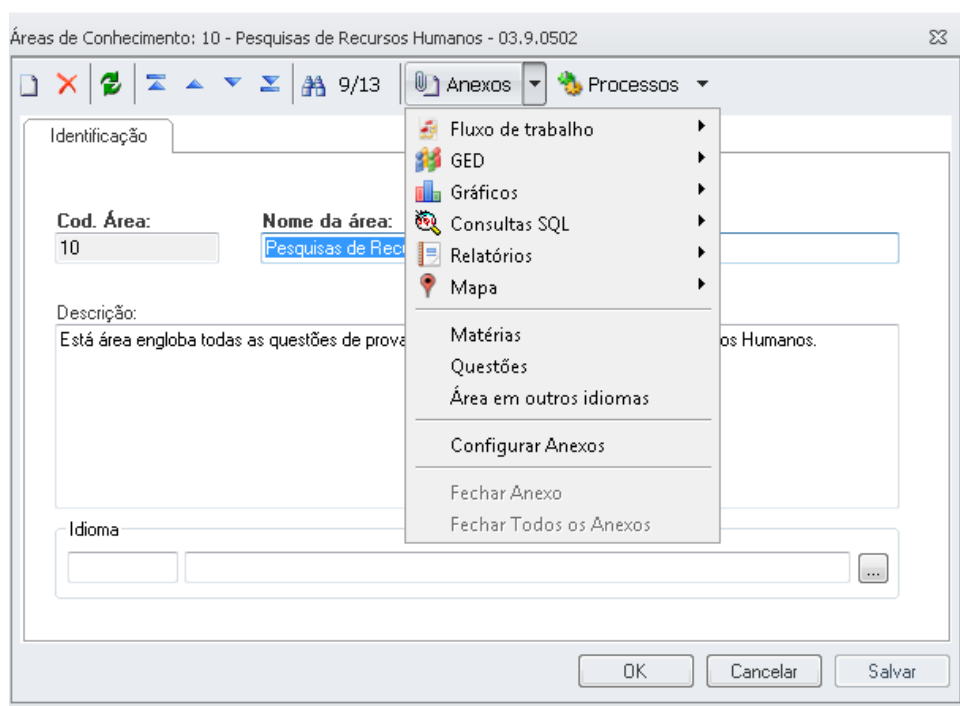 Áreas de Conhecimento: 10 - Pesquisas de Recursos Humanos - 03.9.0502
9/13 Anexos Processos
Identificação
Fluxo de trabalho
GED
Gráficos
Consultas SQL
Relatórios
Mapa
Matérias
Questões
Área em outros idiomas
Configurar Anexos
Fechar Anexo
Fechar Todos os Anexos
Cod. Área: Nome da área:
10 Pesquisas de Rec
Descrição:
Está área engloba todas as questões de prova os Humanos.
Idioma
...
OK Cancelar Salvar